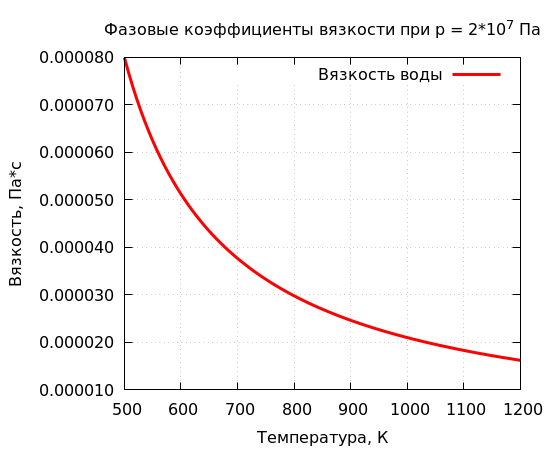 Фазовые коэффициенты вязкости при p = 2*10⁷ Па
Вязкость воды
0.000080
0.000070
0.000060
0.000050
0.000040
0.000030
0.000020
0.000010
Вязкость, Па*с
500 600 700 800 900 1000 1100 1200
Температура, К